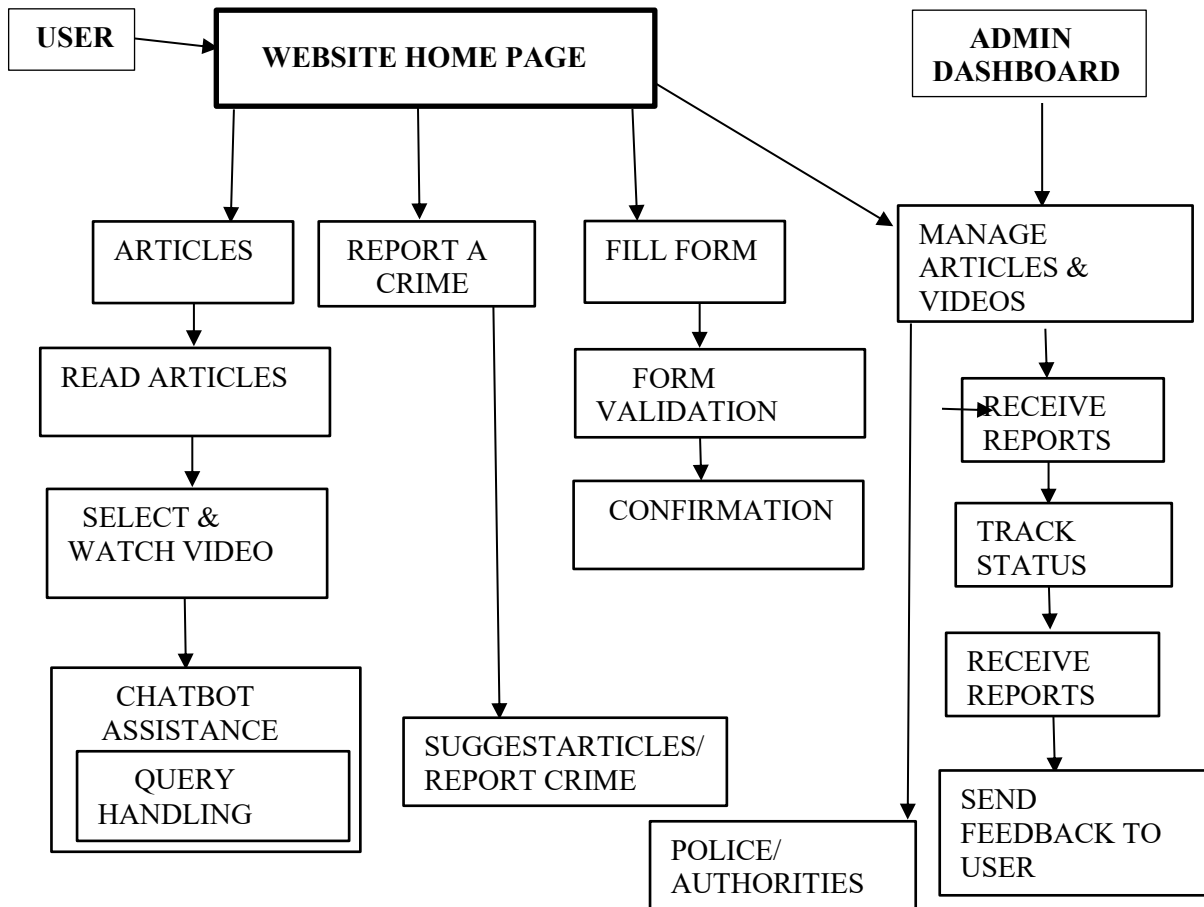 USER
WEBSITE HOME PAGE
ADMIN
DASHBOARD
ARTICLES
REPORT A
CRIME
FILL FORM
MANAGE
ARTICLES &
VIDEOS
READ ARTICLES
FORM
VALIDATION
RECEIVE
REPORTS
SELECT &
WATCH VIDEO
CONFIRMATION
TRACK
STATUS
CHATBOT
ASSISTANCE
QUERY
HANDLING
SUGGESTARTICLES/
REPORT CRIME
RECEIVE
REPORTS
POLICE/
AUTHORITIES
SEND
FEEDBACK TO
USER